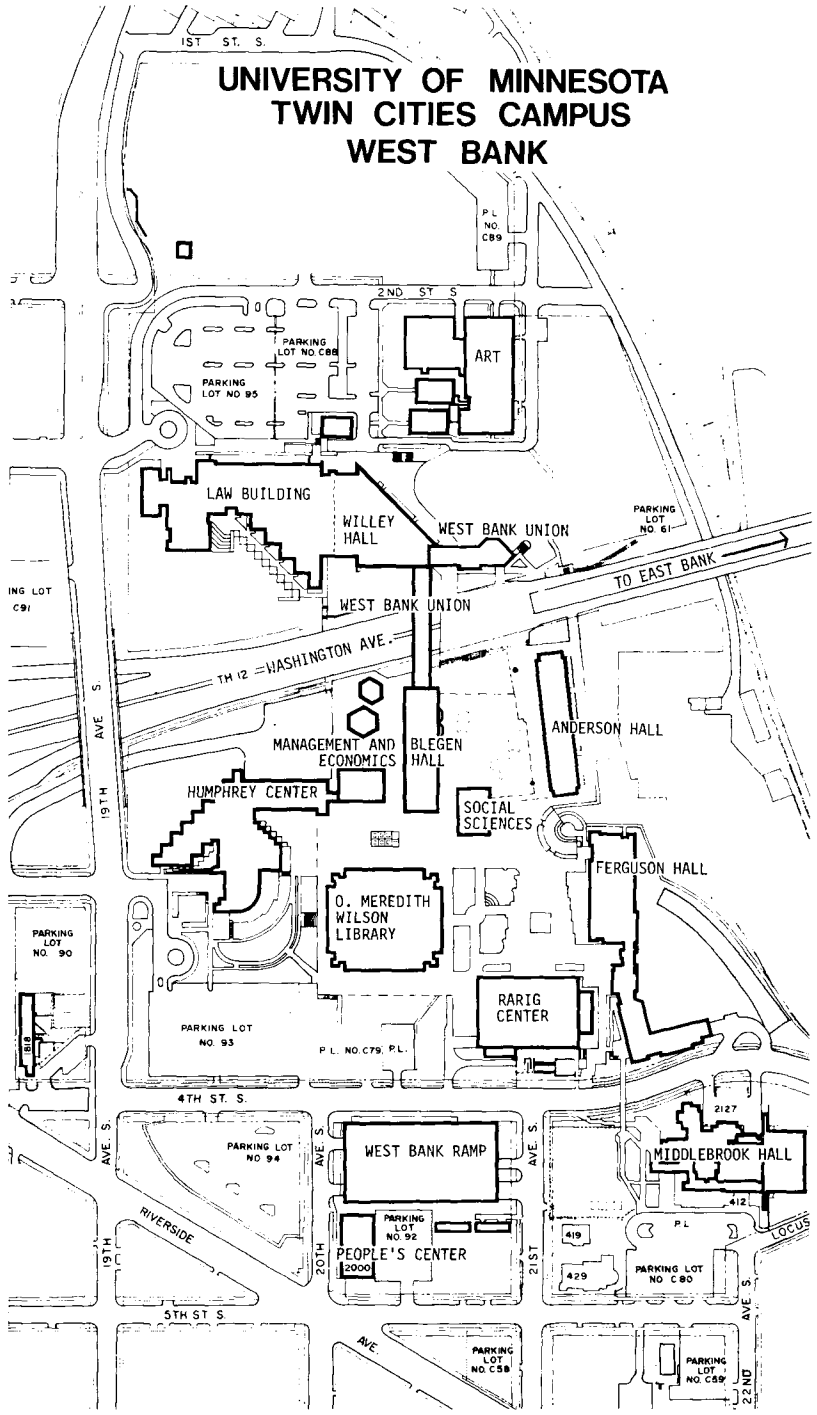 1ST ST. S.
UNIVERSITY OF MINNESOTA
TWIN CITIES CAMPUS
WEST BANK
P.L.
NO.
C89
2ND ST S
PARKING
LOT NO. C88
ART
PARKING
LOT NO 95
LAW BUILDING
WILLEY
HALL
WEST BANK UNION
PARKING
LOT
NO. 61
TO EAST BANK
ING LOT
C91
WEST BANK UNION
TH 12
WASHINGTON AVE.
19TH AVE S.
ANDERSON HALL
MANAGEMENT AND
ECONOMICS
BLEGEN
HALL
HUMPHREY CENTER
SOCIAL
SCIENCES
FERGUSON HALL
O. MEREDITH
WILSON
LIBRARY
PARKING
LOT
NO. 90
1818
RARIG
CENTER
PARKING LOT
NO. 93
P.L. NO.C79
P.L.
4TH ST. S.
2127
PARKING LOT
NO 94
WEST BANK RAMP
MIDDLEBROOK HALL
412
19TH AVE S.
RIVERSIDE
20TH AVE S.
21ST AVE S.
PARKING
LOT
NO. 92
PEOPLE'S CENTER
2000
419
429
P.L
LOCUS
PARKING LOT
NO C80
5TH ST S.
AVE.
PARKING
LOT
NO. C58
PARKING
LOT
NO. C59
22ND AVE S.